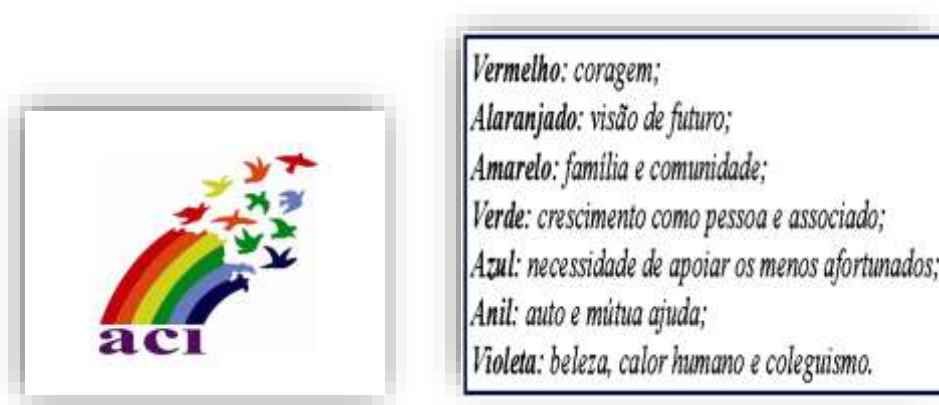 aci
Vermelho: coragem;
Alaranjado: visão de futuro;
Amarelo: família e comunidade;
Verde: crescimento como pessoa e associado;
Azul: necessidade de apoiar os menos afortunados;
Anil: auto e mútua ajuda;
Violeta: beleza, calor humano e coleguismo.